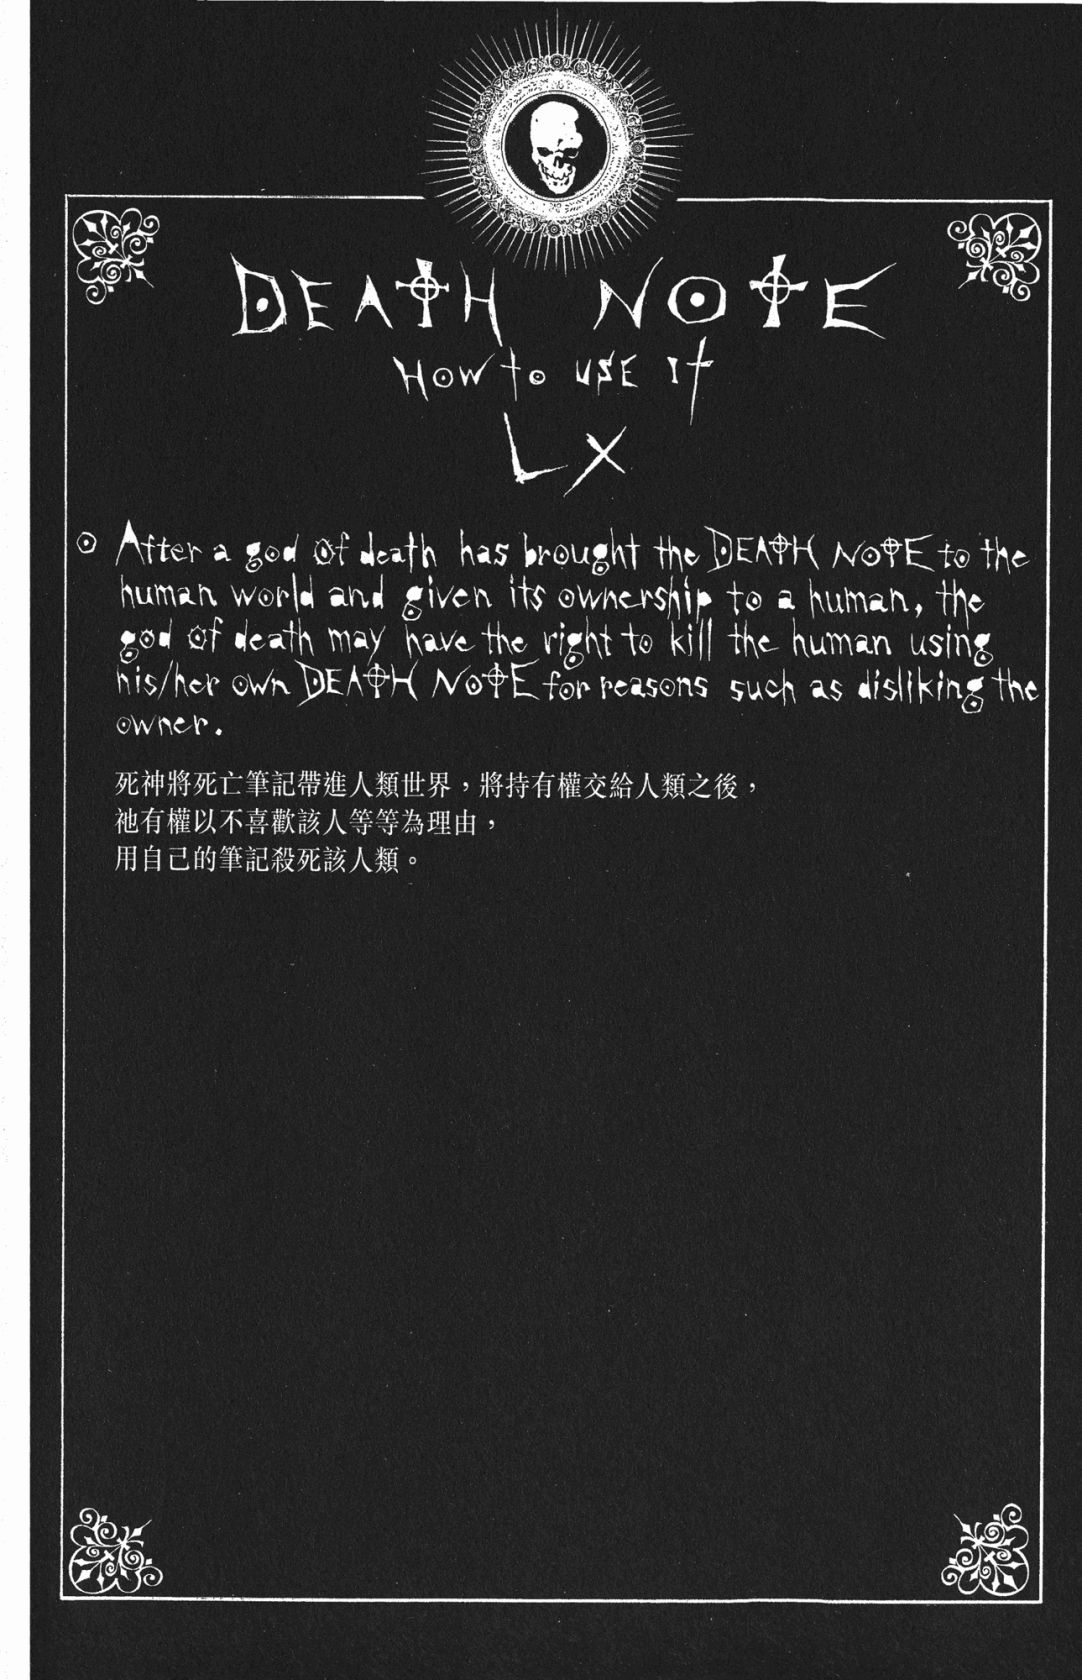 DEATH NOTE
HOW to USE It
LX
⊙ After a god of death has brought the DEATH NOTE to the
human world and given its ownership to a human, the
god of death may have the right to kill the human using
his/her own DEATH NOTE for reasons such as disliking the
owner.
死神將死亡筆記帶進人類世界，將持有權交給人類之後，
祂有權以不喜歡該人等等為理由，
用自己的筆記殺死該人類。